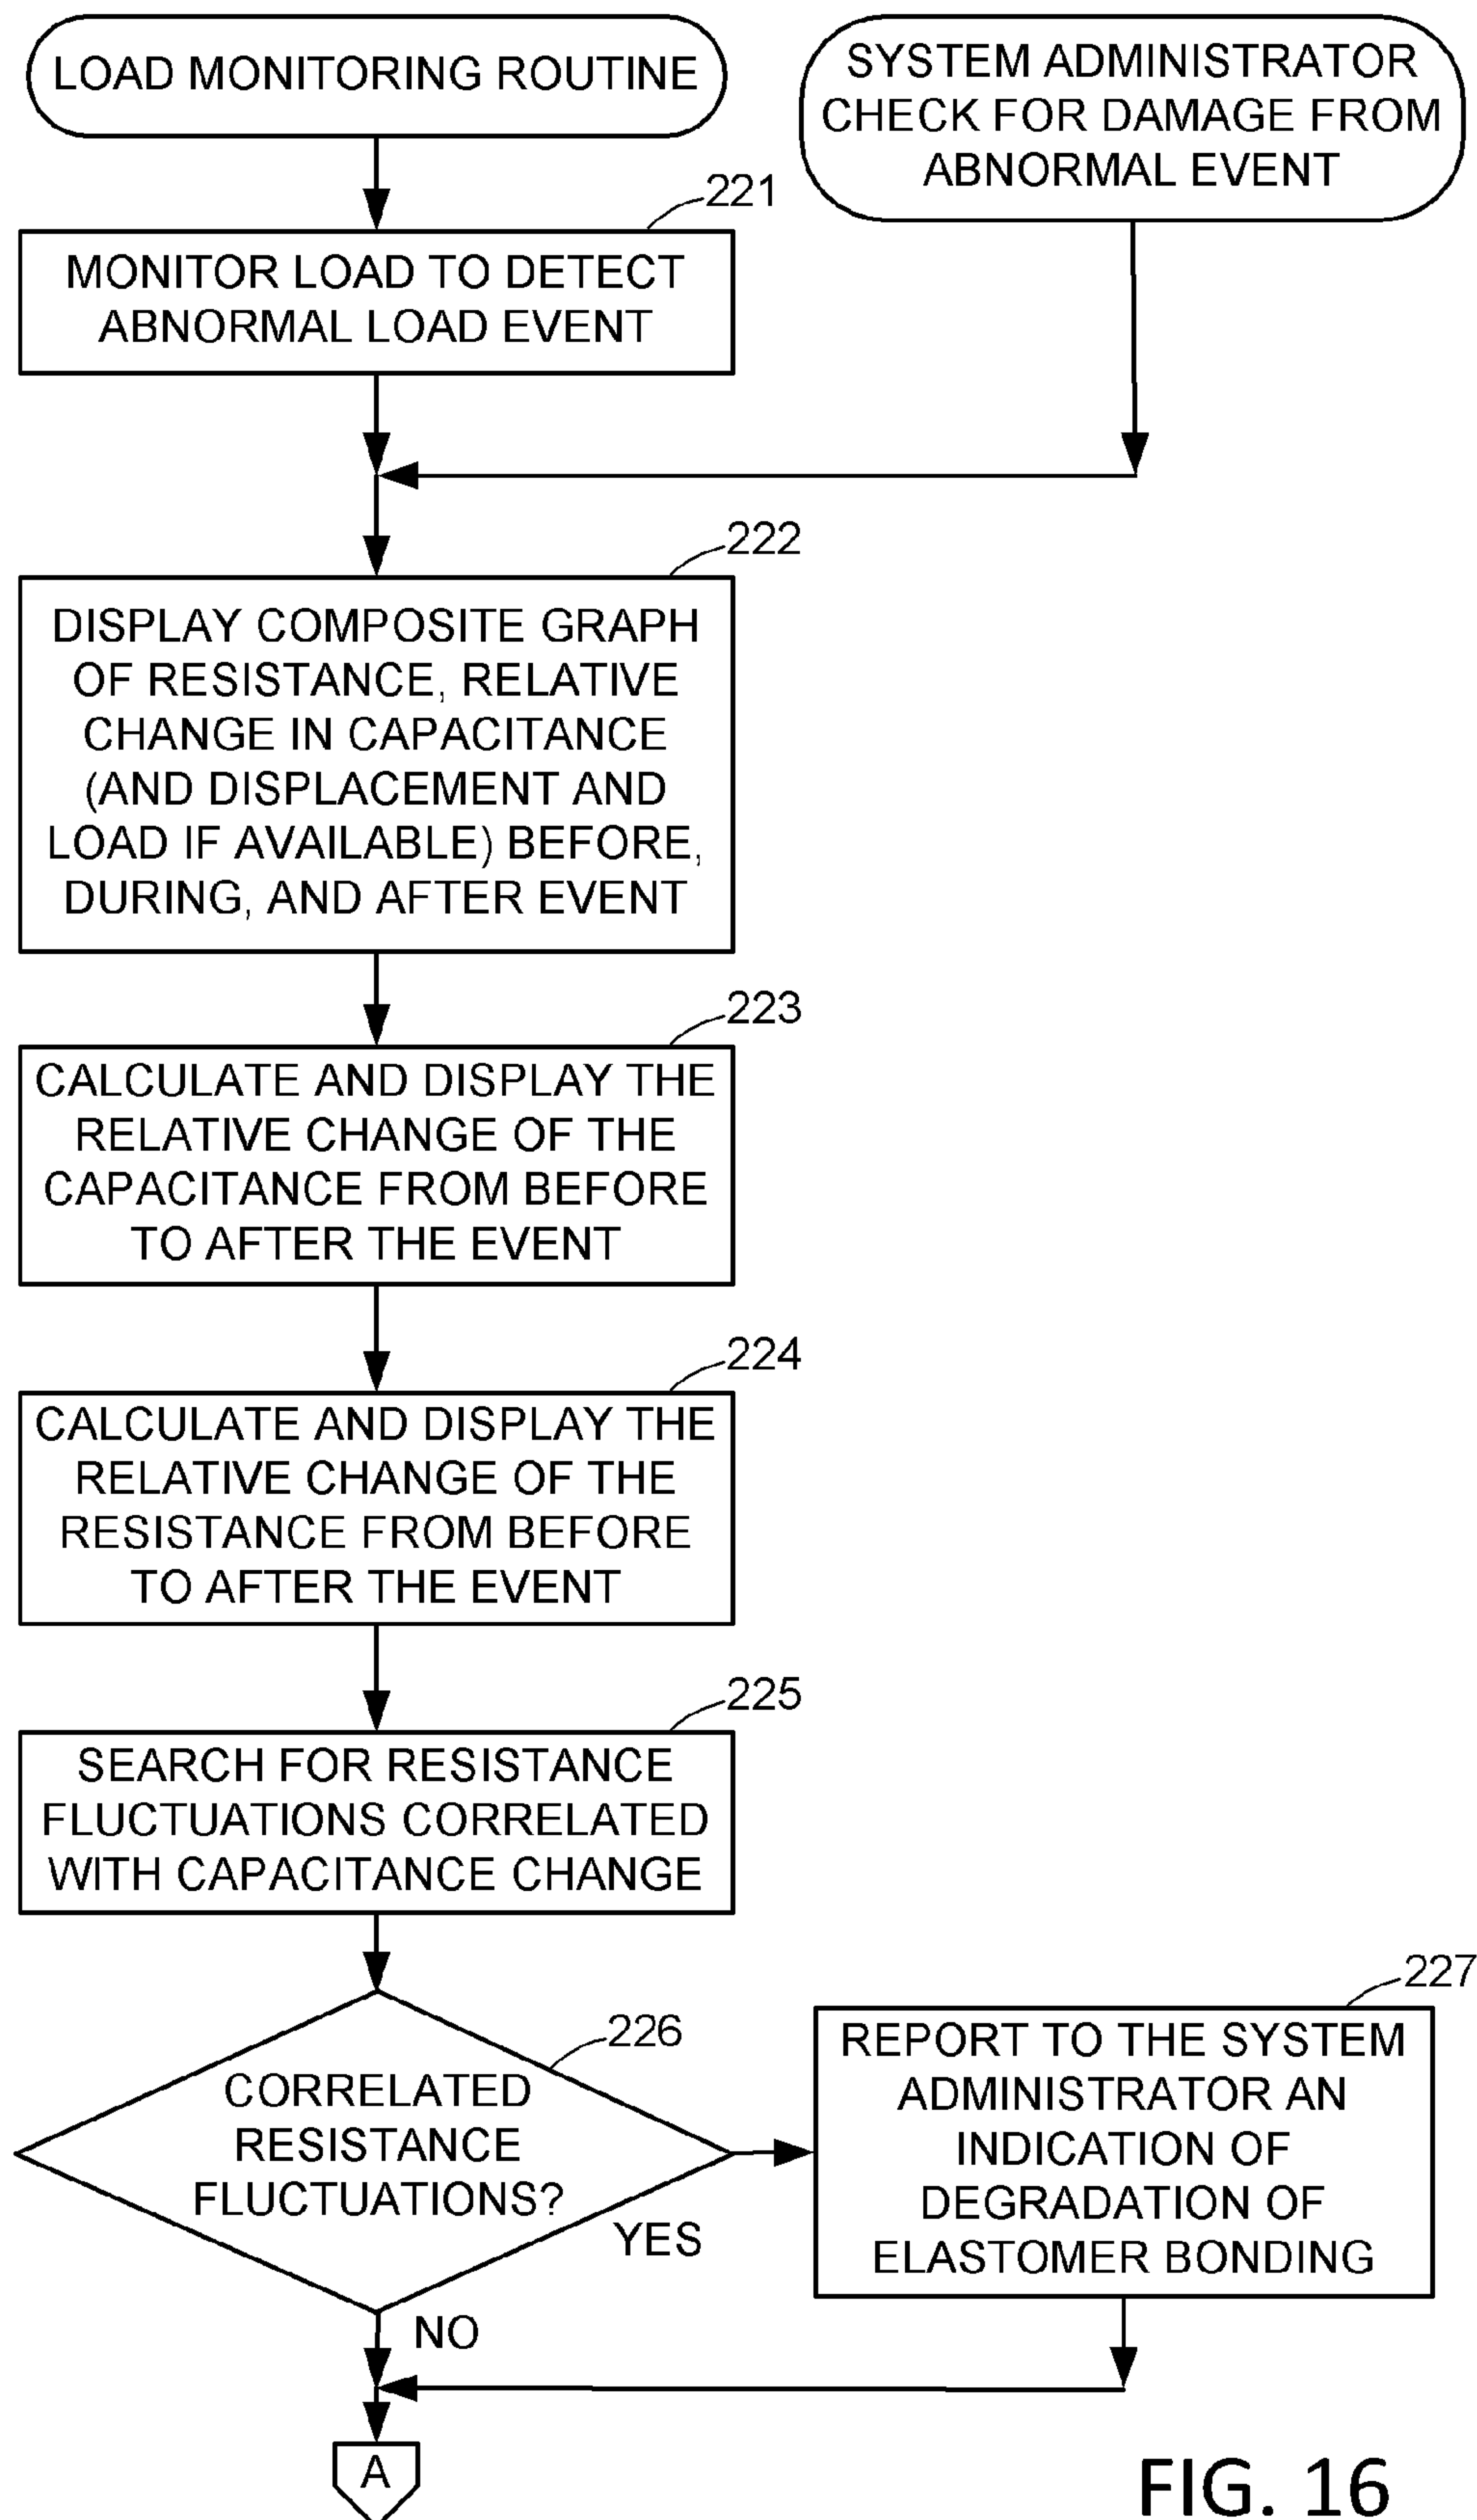 LOAD MONITORING ROUTINE
SYSTEM ADMINISTRATOR
CHECK FOR DAMAGE FROM
ABNORMAL EVENT
221
MONITOR LOAD TO DETECT
ABNORMAL LOAD EVENT
222
DISPLAY COMPOSITE GRAPH
OF RESISTANCE, RELATIVE
CHANGE IN CAPACITANCE
(AND DISPLACEMENT AND
LOAD IF AVAILABLE) BEFORE,
DURING, AND AFTER EVENT
223
CALCULATE AND DISPLAY THE
RELATIVE CHANGE OF THE
CAPACITANCE FROM BEFORE
TO AFTER THE EVENT
224
CALCULATE AND DISPLAY THE
RELATIVE CHANGE OF THE
RESISTANCE FROM BEFORE
TO AFTER THE EVENT
225
SEARCH FOR RESISTANCE
FLUCTUATIONS CORRELATED
WITH CAPACITANCE CHANGE
226
CORRELATED
RESISTANCE
FLUCTUATIONS?
YES
NO
227
REPORT TO THE SYSTEM
ADMINISTRATOR AN
INDICATION OF
DEGRADATION OF
ELASTOMER BONDING
A
FIG. 16